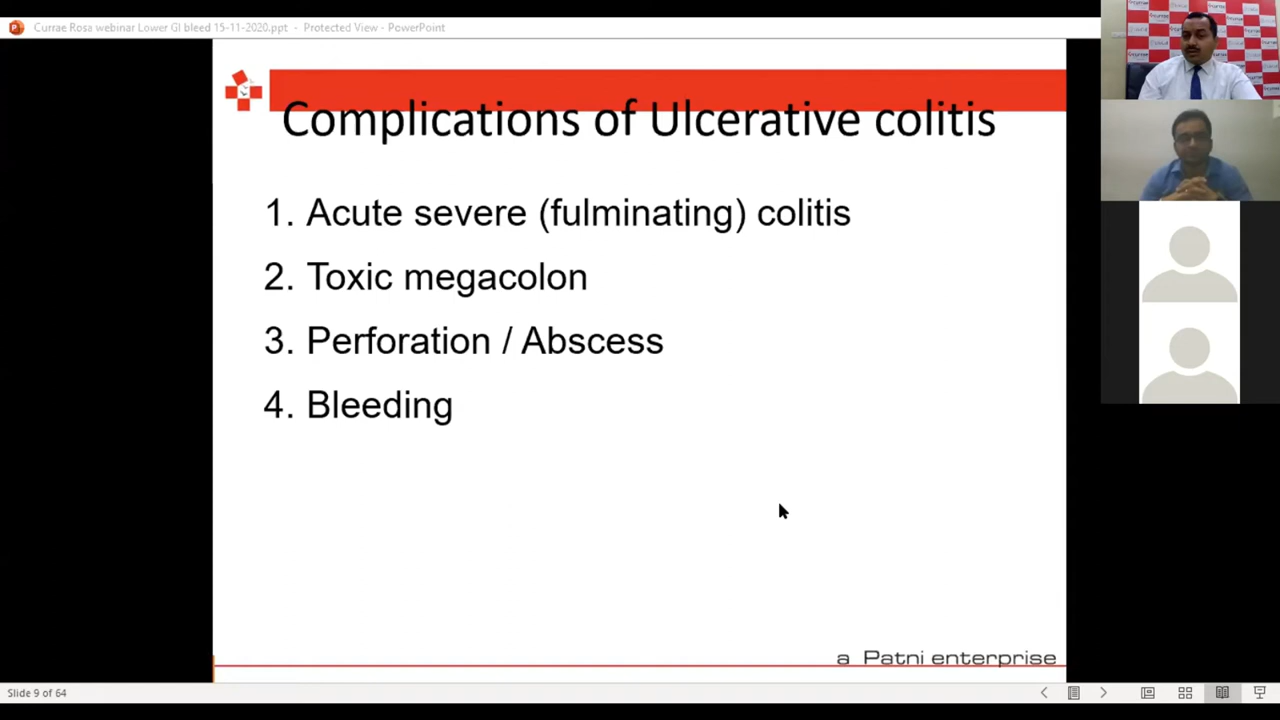 Currae Rosa webinar Lower GI bleed 15-11-2020.ppt - Protected View - PowerPoint
Complications of Ulcerative colitis
1. Acute severe (fulminating) colitis
2. Toxic megacolon
3. Perforation / Abscess
4. Bleeding
a Patni enterprise
Slide 9 of 64